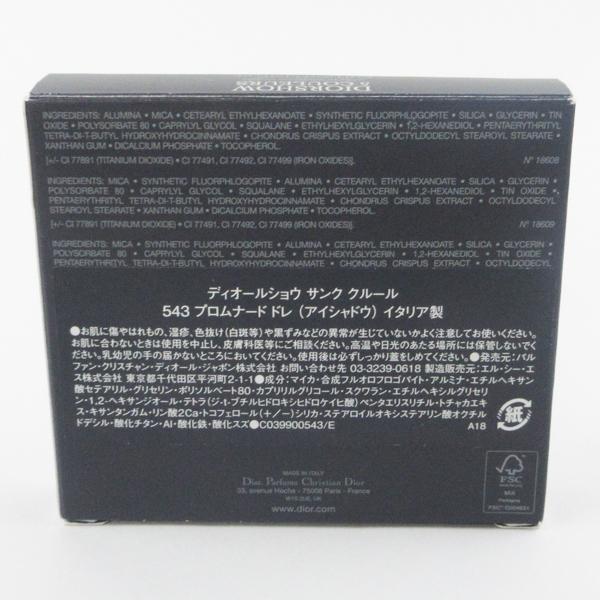 DIORSHOW
5 COULEURS
INGREDIENTS: ALUMINA • MICA • CETEARYL ETHYLHEXANOATE • SYNTHETIC FLUORPHLOGOPITE • SILICA • GLYCERIN • TIN
OXIDE • POLYSORBATE 80 • CAPRYLYL GLYCOL • SQUALANE • ETHYLHEXYLGLYCERIN • 1,2-HEXANEDIOL • PENTAERYTHRITYL
TETRA-DI-T-BUTYL HYDROXYHYDROCINNAMATE • CHONDRUS CRISPUS EXTRACT • OCTYLDODECYL STEAROYL STEARATE •
XANTHAN GUM • DICALCIUM PHOSPHATE • TOCOPHEROL.
[+/- CI 77891 (TITANIUM DIOXIDE) • CI 77491, CI 77492, CI 77499 (IRON OXIDES)]. N° 18608
INGREDIENTS: MICA • SYNTHETIC FLUORPHLOGOPITE • ALUMINA • CETEARYL ETHYLHEXANOATE • SILICA • GLYCERIN •
POLYSORBATE 80 • CAPRYLYL GLYCOL • SQUALANE • ETHYLHEXYLGLYCERIN • 1,2-HEXANEDIOL • TIN OXIDE •
PENTAERYTHRITYL TETRA-DI-T-BUTYL HYDROXYHYDROCINNAMATE • CHONDRUS CRISPUS EXTRACT • OCTYLDODECYL
STEAROYL STEARATE • XANTHAN GUM • DICALCIUM PHOSPHATE • TOCOPHEROL.
[+/- CI 77891 (TITANIUM DIOXIDE) • CI 77491, CI 77492, CI 77499 (IRON OXIDES)]. N° 18609
INGREDIENTS: MICA • SYNTHETIC FLUORPHLOGOPITE • ALUMINA • CETEARYL ETHYLHEXANOATE • SILICA • GLYCERIN •
POLYSORBATE 80 • CAPRYLYL GLYCOL • SQUALANE • ETHYLHEXYLGLYCERIN • 1,2-HEXANEDIOL • TIN OXIDE •
PENTAERYTHRITYL TETRA-DI-T-BUTYL HYDROXYHYDROCINNAMATE • CHONDRUS CRISPUS EXTRACT • OCTYLDODECYL
ディオールショウ サンク クルール
543 プロムナード ドレ（アイシャドウ）イタリア製
●お肌に傷やはれもの、湿疹、色抜け(白斑等)や黒ずみなどの異常が生じていないかよく注意してお使いください。
お肌に合わないときは使用を中止し、皮膚科医等にご相談ください。高温や日光のあたる場所には保管しないでく
ださい。乳幼児の手の届かないところにおいてください。使用後は必ずしっかり蓋をしめてください。●発売元：パル
ファン・クリスチャン・ディオール・ジャポン株式会社 お問い合わせ 03-3239-0618 製造販売元：エル・シー・エ
ス株式会社 東京都千代田区平河町2-1-1●成分：マイカ・合成フルオロフロゴパイト・アルミナ・エチルヘキサン
酸セテアリル・グリセリン・ポリソルベート80・カプリリルグリコール・スクワラン・エチルヘキシルグリセリ
ン・1,2-ヘキサンジオール・テトラ(ジ-t-ブチルヒドロキシヒドロケイヒ酸)ペンタエリスリチル・トチャカエキ
ス・キサンタンガム・リン酸2Ca・トコフェロール(＋／－)シリカ・ステアロイルオキシステアリン酸オクチル
ドデシル・酸化チタン・Al・酸化鉄・酸化スズ●C039900543/E
紙
A18
MADE IN ITALY
Dist. Parfums Christian Dior
33, avenue Hoche - 75008 Paris - France
W1S 2UE, UK
www.dior.com
FSC
MIX
Packaging